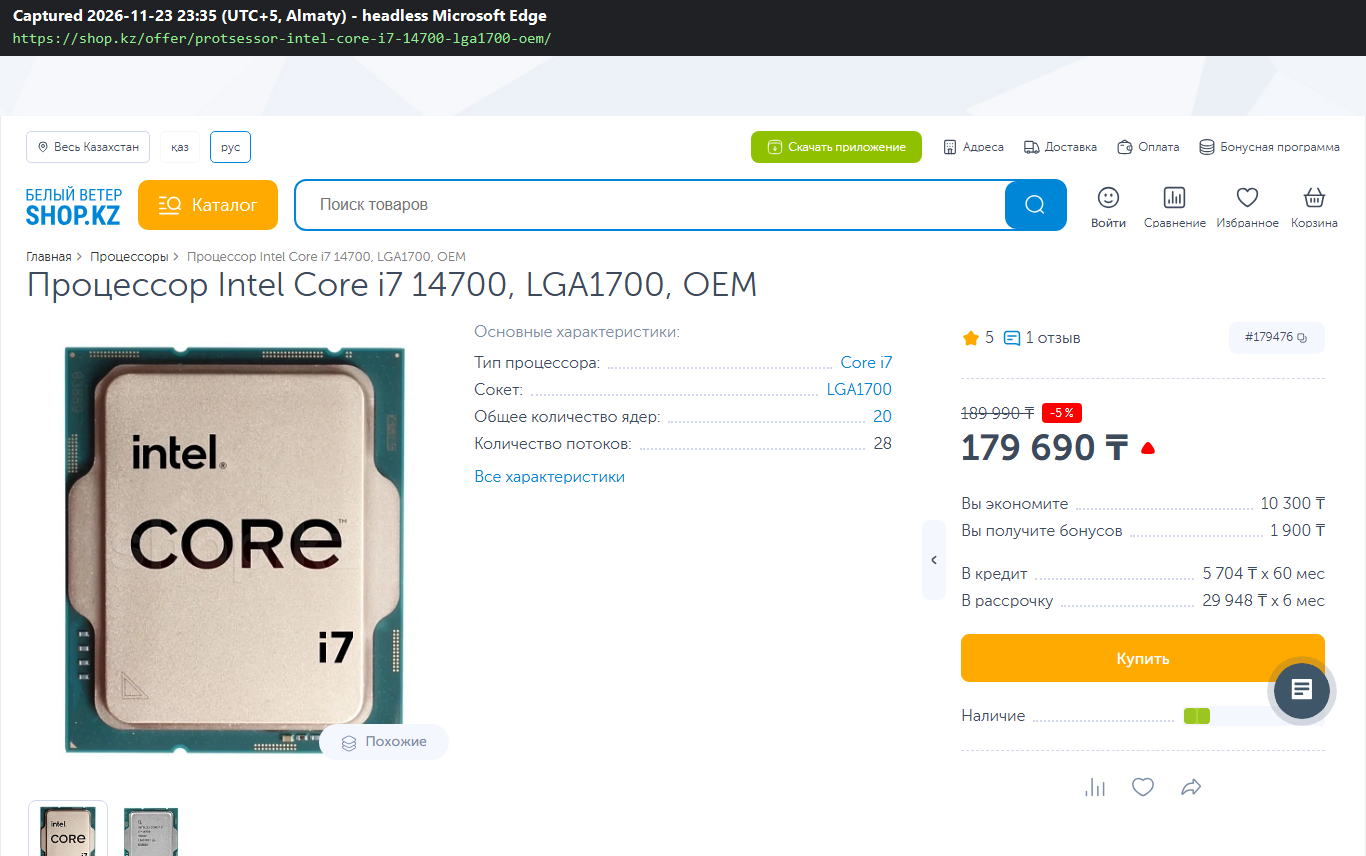 Captured 2026-11-23 23:35 (UTC+5, Almaty) - headless Microsoft Edge
https://shop.kz/offer/protsessor-intel-core-i7-14700-lga1700-oem/
Весь Казахстан
қаз
рус
Скачать приложение
Адреса
Доставка
Оплата
Бонусная программа
БЕЛЫЙ ВЕТЕР
SHOP.KZ
Каталог
Поиск товаров
Войти
Сравнение
Избранное
Корзина
Главная > Процессоры > Процессор Intel Core i7 14700, LGA1700, OEM
Процессор Intel Core i7 14700, LGA1700, OEM
intel.
CORE™
i7
Похожие
intel.
CORE
i7
Основные характеристики:
Тип процессора: Core i7
Сокет: LGA1700
Общее количество ядер: 20
Количество потоков: 28
Все характеристики
5
1 отзыв
#179476
189 990 ₸ -5 %
179 690 ₸
Вы экономите 10 300 ₸
Вы получите бонусов 1 900 ₸
В кредит 5 704 ₸ x 60 мес
В рассрочку 29 948 ₸ x 6 мес
Купить
Наличие